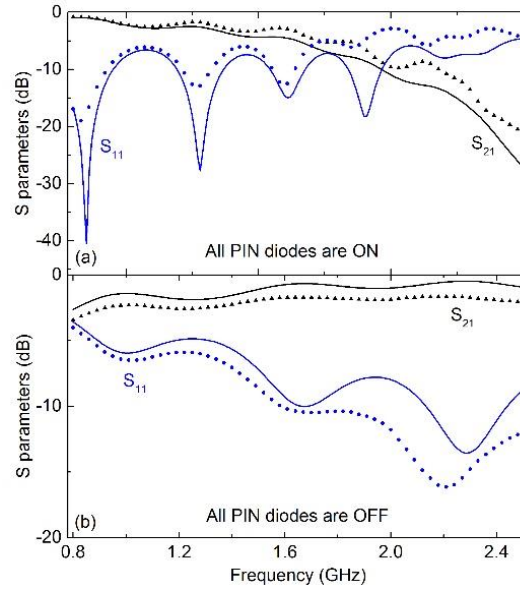 0
-10
-20
-30
-40
S parameters (dB)
S11
S21
(a)
All PIN diodes are ON
0
-10
-20
S parameters (dB)
S21
S11
(b)
All PIN diodes are OFF
0.8
1.2
1.6
2.0
2.4
Frequency (GHz)